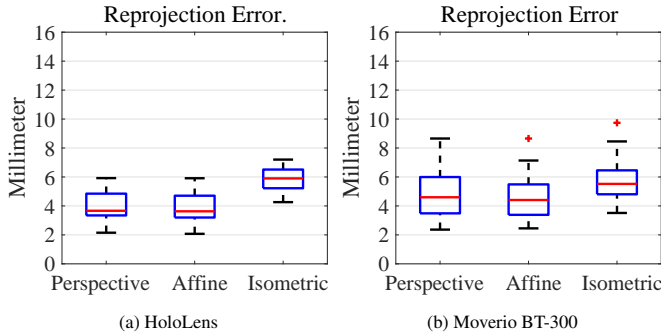 Reprojection Error.
Millimeter
16
14
12
10
8
6
4
2
0
Perspective Affine Isometric
(a) HoloLens
Reprojection Error
Millimeter
16
14
12
10
8
6
4
2
0
Perspective Affine Isometric
(b) Moverio BT-300